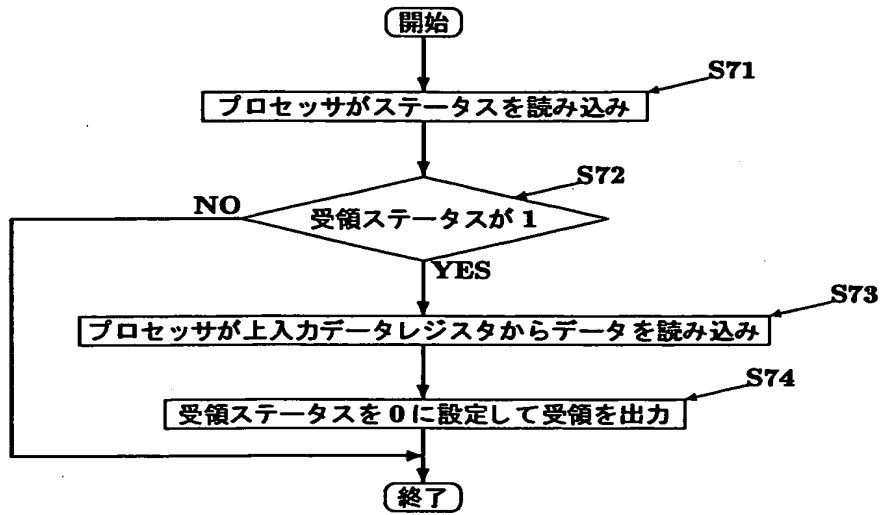 開始
S71
プロセッサがステータスを読み込み
S72
NO
受領ステータスが 1
YES
S73
プロセッサが上入力データレジスタからデータを読み込み
S74
受領ステータスを 0 に設定して受領を出力
終了